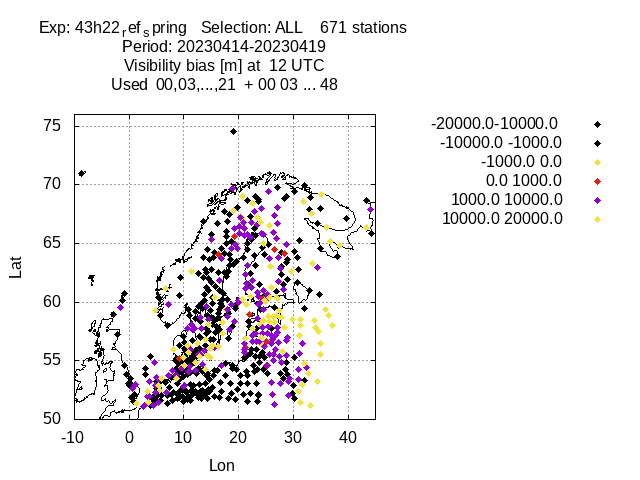 Exp: 43h22ref spring   Selection: ALL    671 stations
Period: 20230414-20230419
Visibility bias [m] at  12 UTC
Used  00,03,...,21  + 00 03 ... 48
-20000.0-10000.0
-10000.0 -1000.0
-1000.0 0.0
0.0 1000.0
1000.0 10000.0
10000.0 20000.0
75
70
65
60
55
50
Lat
-10 0 10 20 30 40
Lon